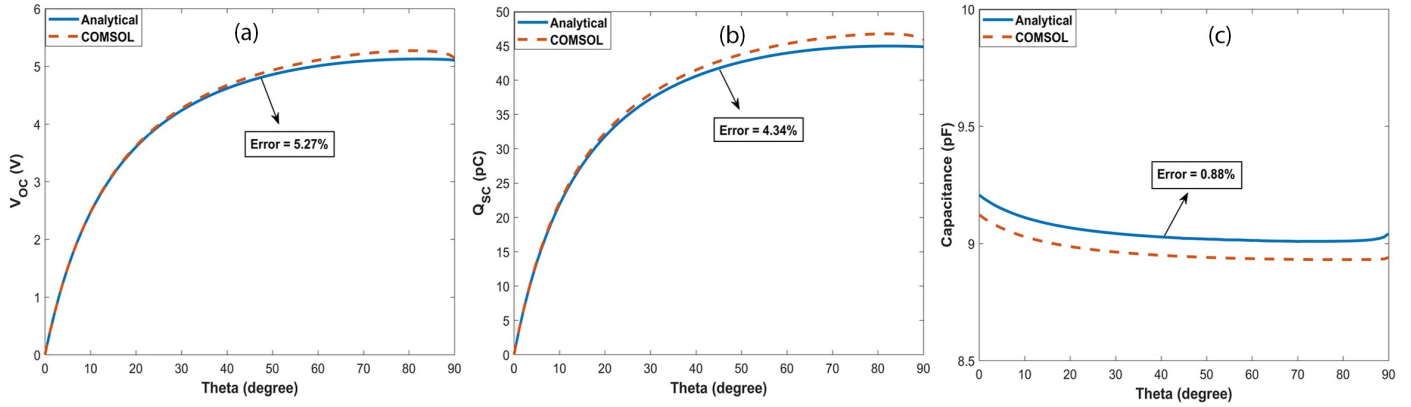 (a)
Analytical
COMSOL
Error = 5.27%
V_OC (V)
6
5
4
3
2
1
0
0 10 20 30 40 50 60 70 80 90
Theta (degree)
(b)
Analytical
COMSOL
Error = 4.34%
Q_SC (pC)
50
45
40
35
30
25
20
15
10
5
0
0 10 20 30 40 50 60 70 80 90
Theta (degree)
(c)
Analytical
COMSOL
Error = 0.88%
Capacitance (pF)
10
9.5
9
8.5
0 10 20 30 40 50 60 70 80 90
Theta (degree)